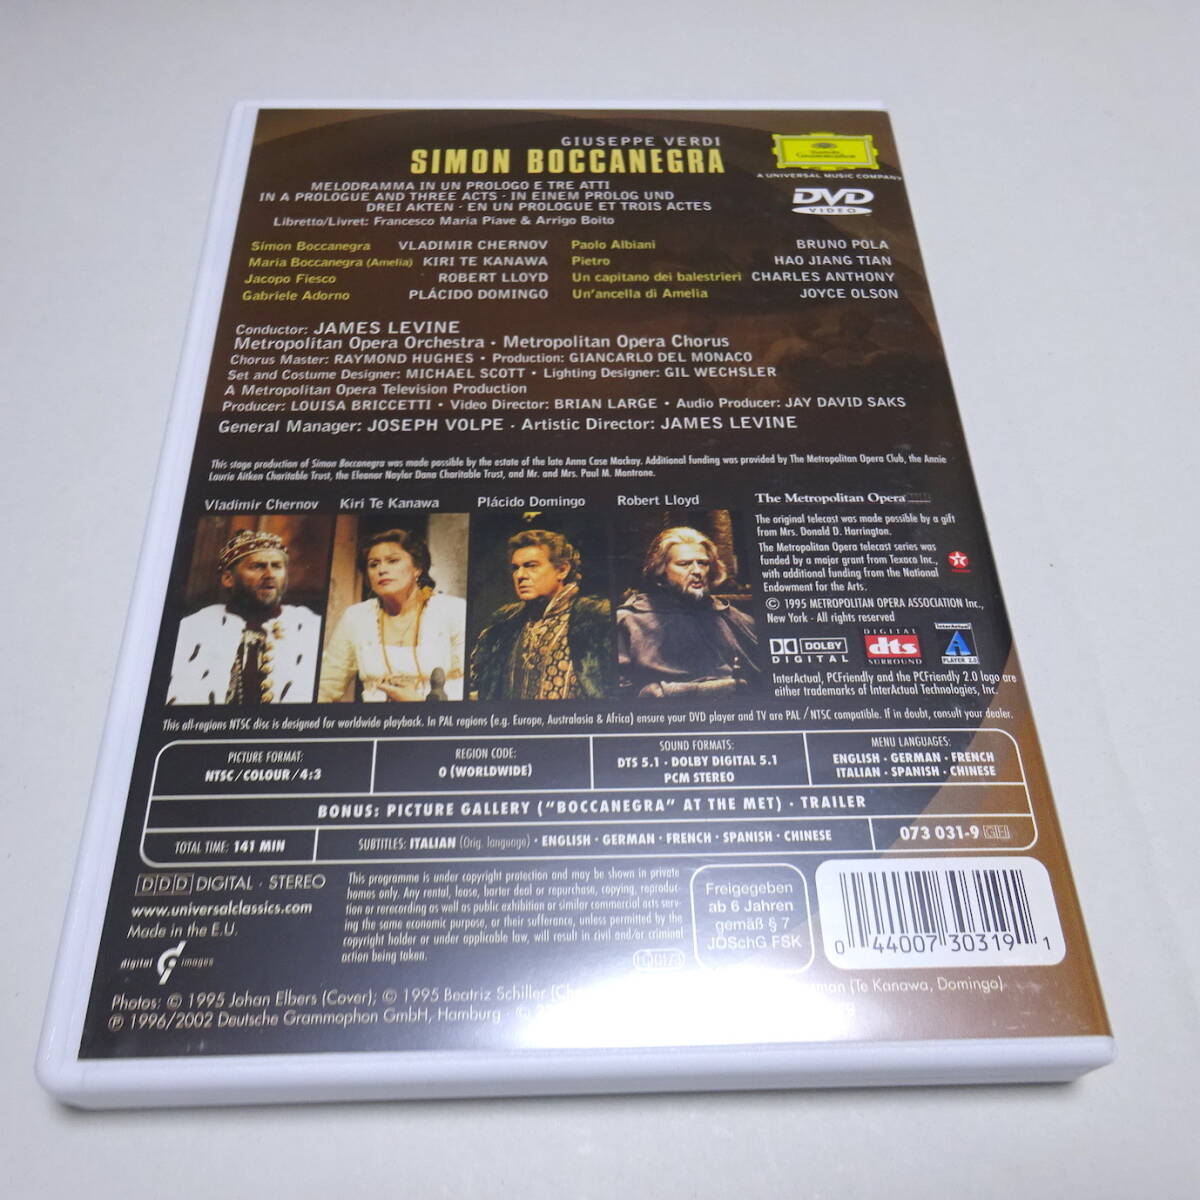 GIUSEPPE VERDI
SIMON BOCCANEGRA
MELODRAMMA IN UN PROLOGO E TRE ATTI
IN A PROLOGUE AND THREE ACTS · IN EINEM PROLOG UND
DREI AKTEN · EN UN PROLOGUE ET TROIS ACTES
Libretto/Livret: Francesco Maria Piave & Arrigo Boito
Deutsche Grammophon
A UNIVERSAL MUSIC COMPANY
DVD
VIDEO
Simon Boccanegra VLADIMIR CHERNOV Paolo Albiani BRUNO POLA
Maria Boccanegra (Amelia) KIRI TE KANAWA Pietro HAO JIANG TIAN
Jacopo Fiesco ROBERT LLOYD Un capitano dei balestrieri CHARLES ANTHONY
Gabriele Adorno PLÁCIDO DOMINGO Un'ancella di Amelia JOYCE OLSON
Conductor: JAMES LEVINE
Metropolitan Opera Orchestra · Metropolitan Opera Chorus
Chorus Master: RAYMOND HUGHES · Production: GIANCARLO DEL MONACO
Set and Costume Designer: MICHAEL SCOTT · Lighting Designer: GIL WECHSLER
A Metropolitan Opera Television Production
Producer: LOUISA BRICCETTI · Video Director: BRIAN LARGE · Audio Producer: JAY DAVID SAKS
General Manager: JOSEPH VOLPE · Artistic Director: JAMES LEVINE
This stage production of Simon Boccanegra was made possible by the estate of the late Anna Case Mackay. Additional funding was provided by The Metropolitan Opera Club, the Annie
Laurie Aitken Charitable Trust, the Eleanor Naylor Dana Charitable Trust, and Mr. and Mrs. Paul M. Montrone.
Vladimir Chernov Kiri Te Kanawa Plácido Domingo Robert Lloyd
The Metropolitan Opera
The original telecast was made possible by a gift
from Mrs. Donald D. Harrington.
The Metropolitan Opera telecast series was
funded by a major grant from Texaco Inc.,
with additional funding from the National
Endowment for the Arts.
© 1995 METROPOLITAN OPERA ASSOCIATION Inc.,
New York - All rights reserved
DOLBY
DIGITAL
DIGITAL
dts
SURROUND
InterActual
PLAYER 2.0
InterActual, PCFriendly and the PCFriendly 2.0 logo are
either trademarks of InterActual Technologies, Inc.
This all-regions NTSC disc is designed for worldwide playback. In PAL regions (e.g. Europe, Australasia & Africa) ensure your DVD player and TV are PAL / NTSC compatible. If in doubt, consult your dealer.
PICTURE FORMAT:
NTSC/COLOUR/4:3
REGION CODE:
0 (WORLDWIDE)
SOUND FORMATS:
DTS 5.1 · DOLBY DIGITAL 5.1
PCM STEREO
MENU LANGUAGES:
ENGLISH · GERMAN · FRENCH
ITALIAN · SPANISH · CHINESE
BONUS: PICTURE GALLERY ("BOCCANEGRA" AT THE MET) · TRAILER
TOTAL TIME: 141 MIN
SUBTITLES: ITALIAN (Orig. language) · ENGLISH · GERMAN · FRENCH · SPANISH · CHINESE
073 031-9 GH
DDD DIGITAL · STEREO
www.universalclassics.com
Made in the E.U.
digital images
This programme is under copyright protection and may be shown in private
homes only. Any rental, lease, barter deal or repurchase, copying, reproduc-
tion or rerecording as well as public exhibition or similar commercial acts serv-
ing the same economic purpose, or their sufferance, unless permitted by the
copyright holder or under applicable law, will result in civil and/or criminal
action being taken.
LC 0173
Freigegeben
ab 6 Jahren
gemäß § 7
JÖSchG FSK
0 44007 30319 1
Photos: © 1995 Johan Elbers (Cover); © 1995 Beatriz Schiller (Te Kanawa, Domingo)
℗ 1996/2002 Deutsche Grammophon GmbH, Hamburg · ©